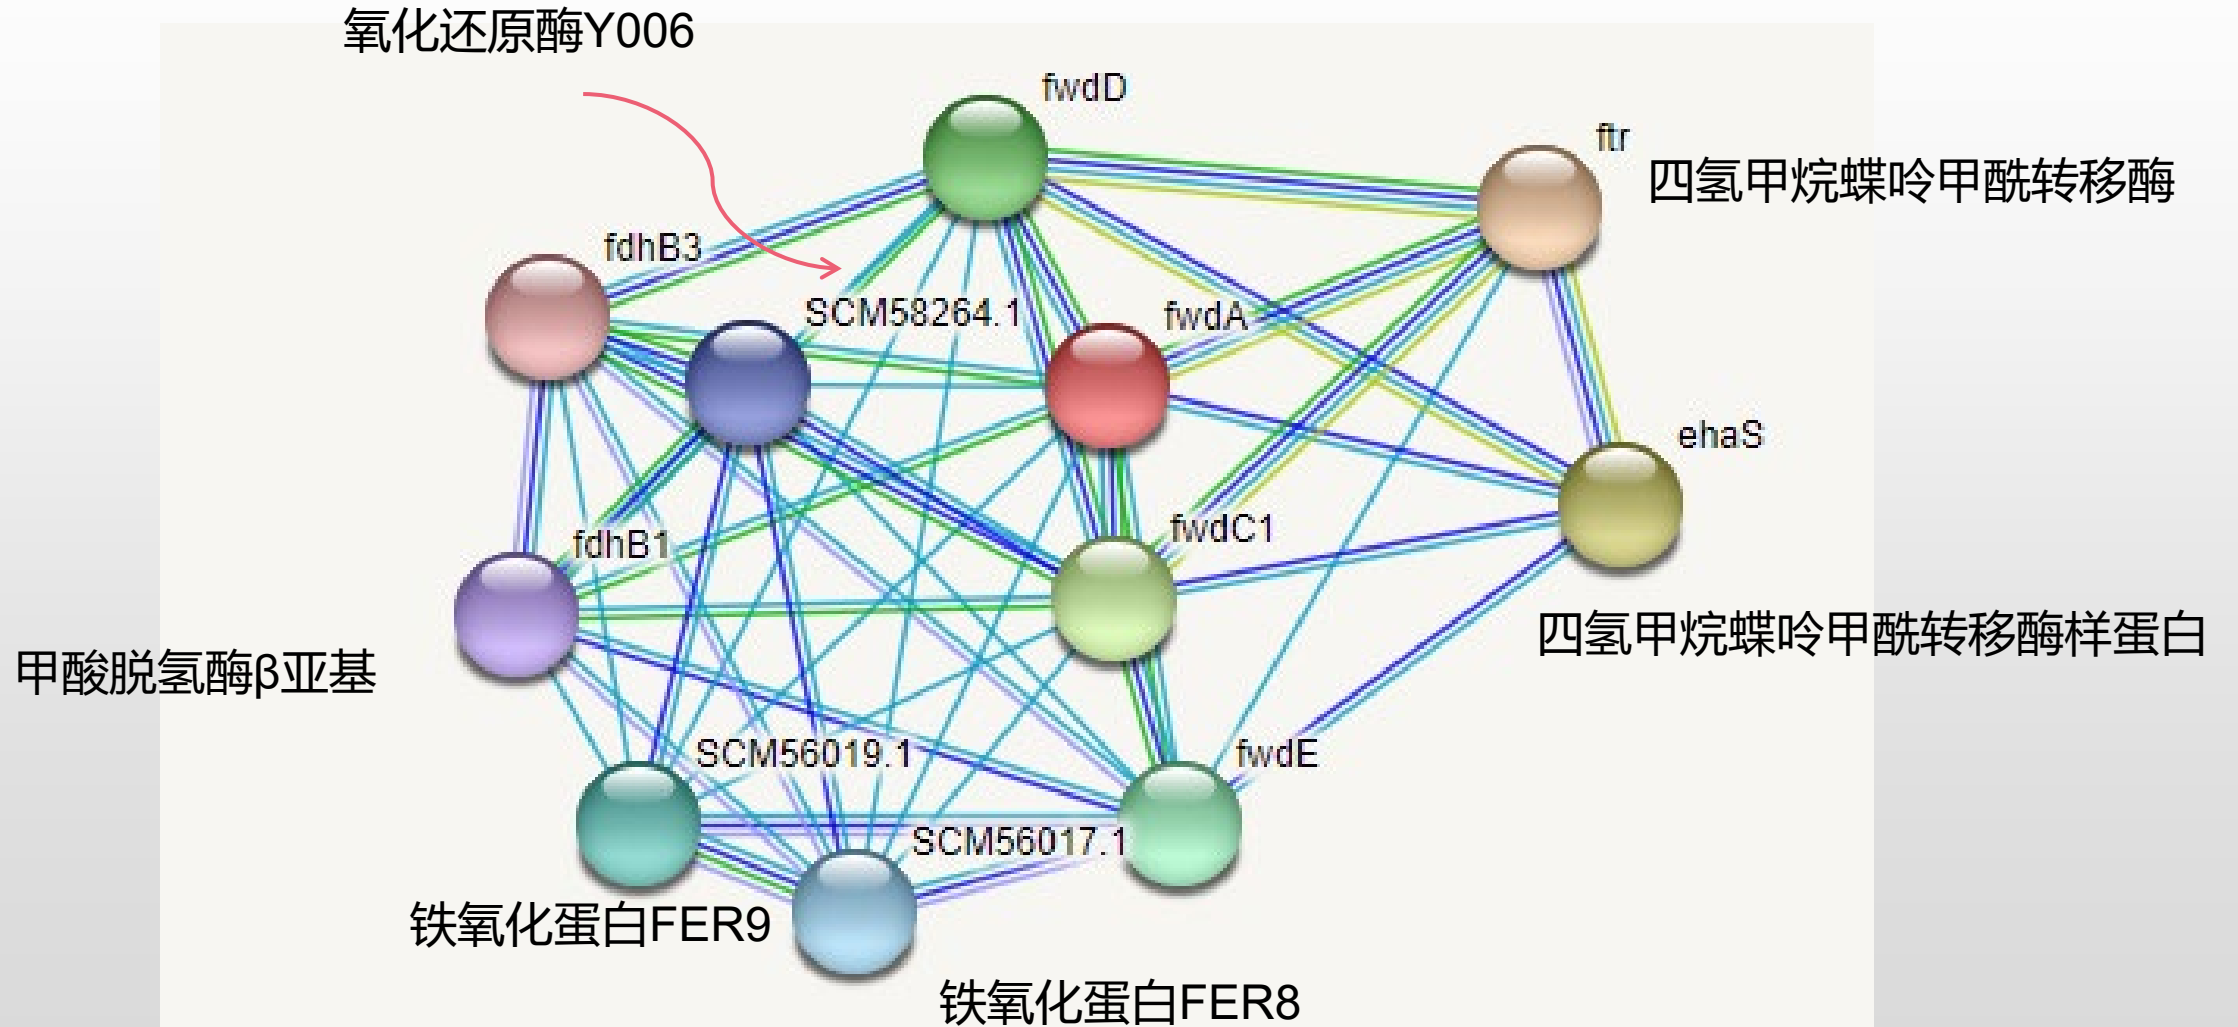 氧化还原酶Y006
fwdD
ftr
四氢甲烷蝶呤甲酰转移酶
fdhB3
SCM58264.1
fwdA
ehaS
fwdC1
fdhB1
四氢甲烷蝶呤甲酰转移酶样蛋白
甲酸脱氢酶β亚基
SCM56019.1
fwdE
SCM56017.1
铁氧化蛋白FER9
铁氧化蛋白FER8